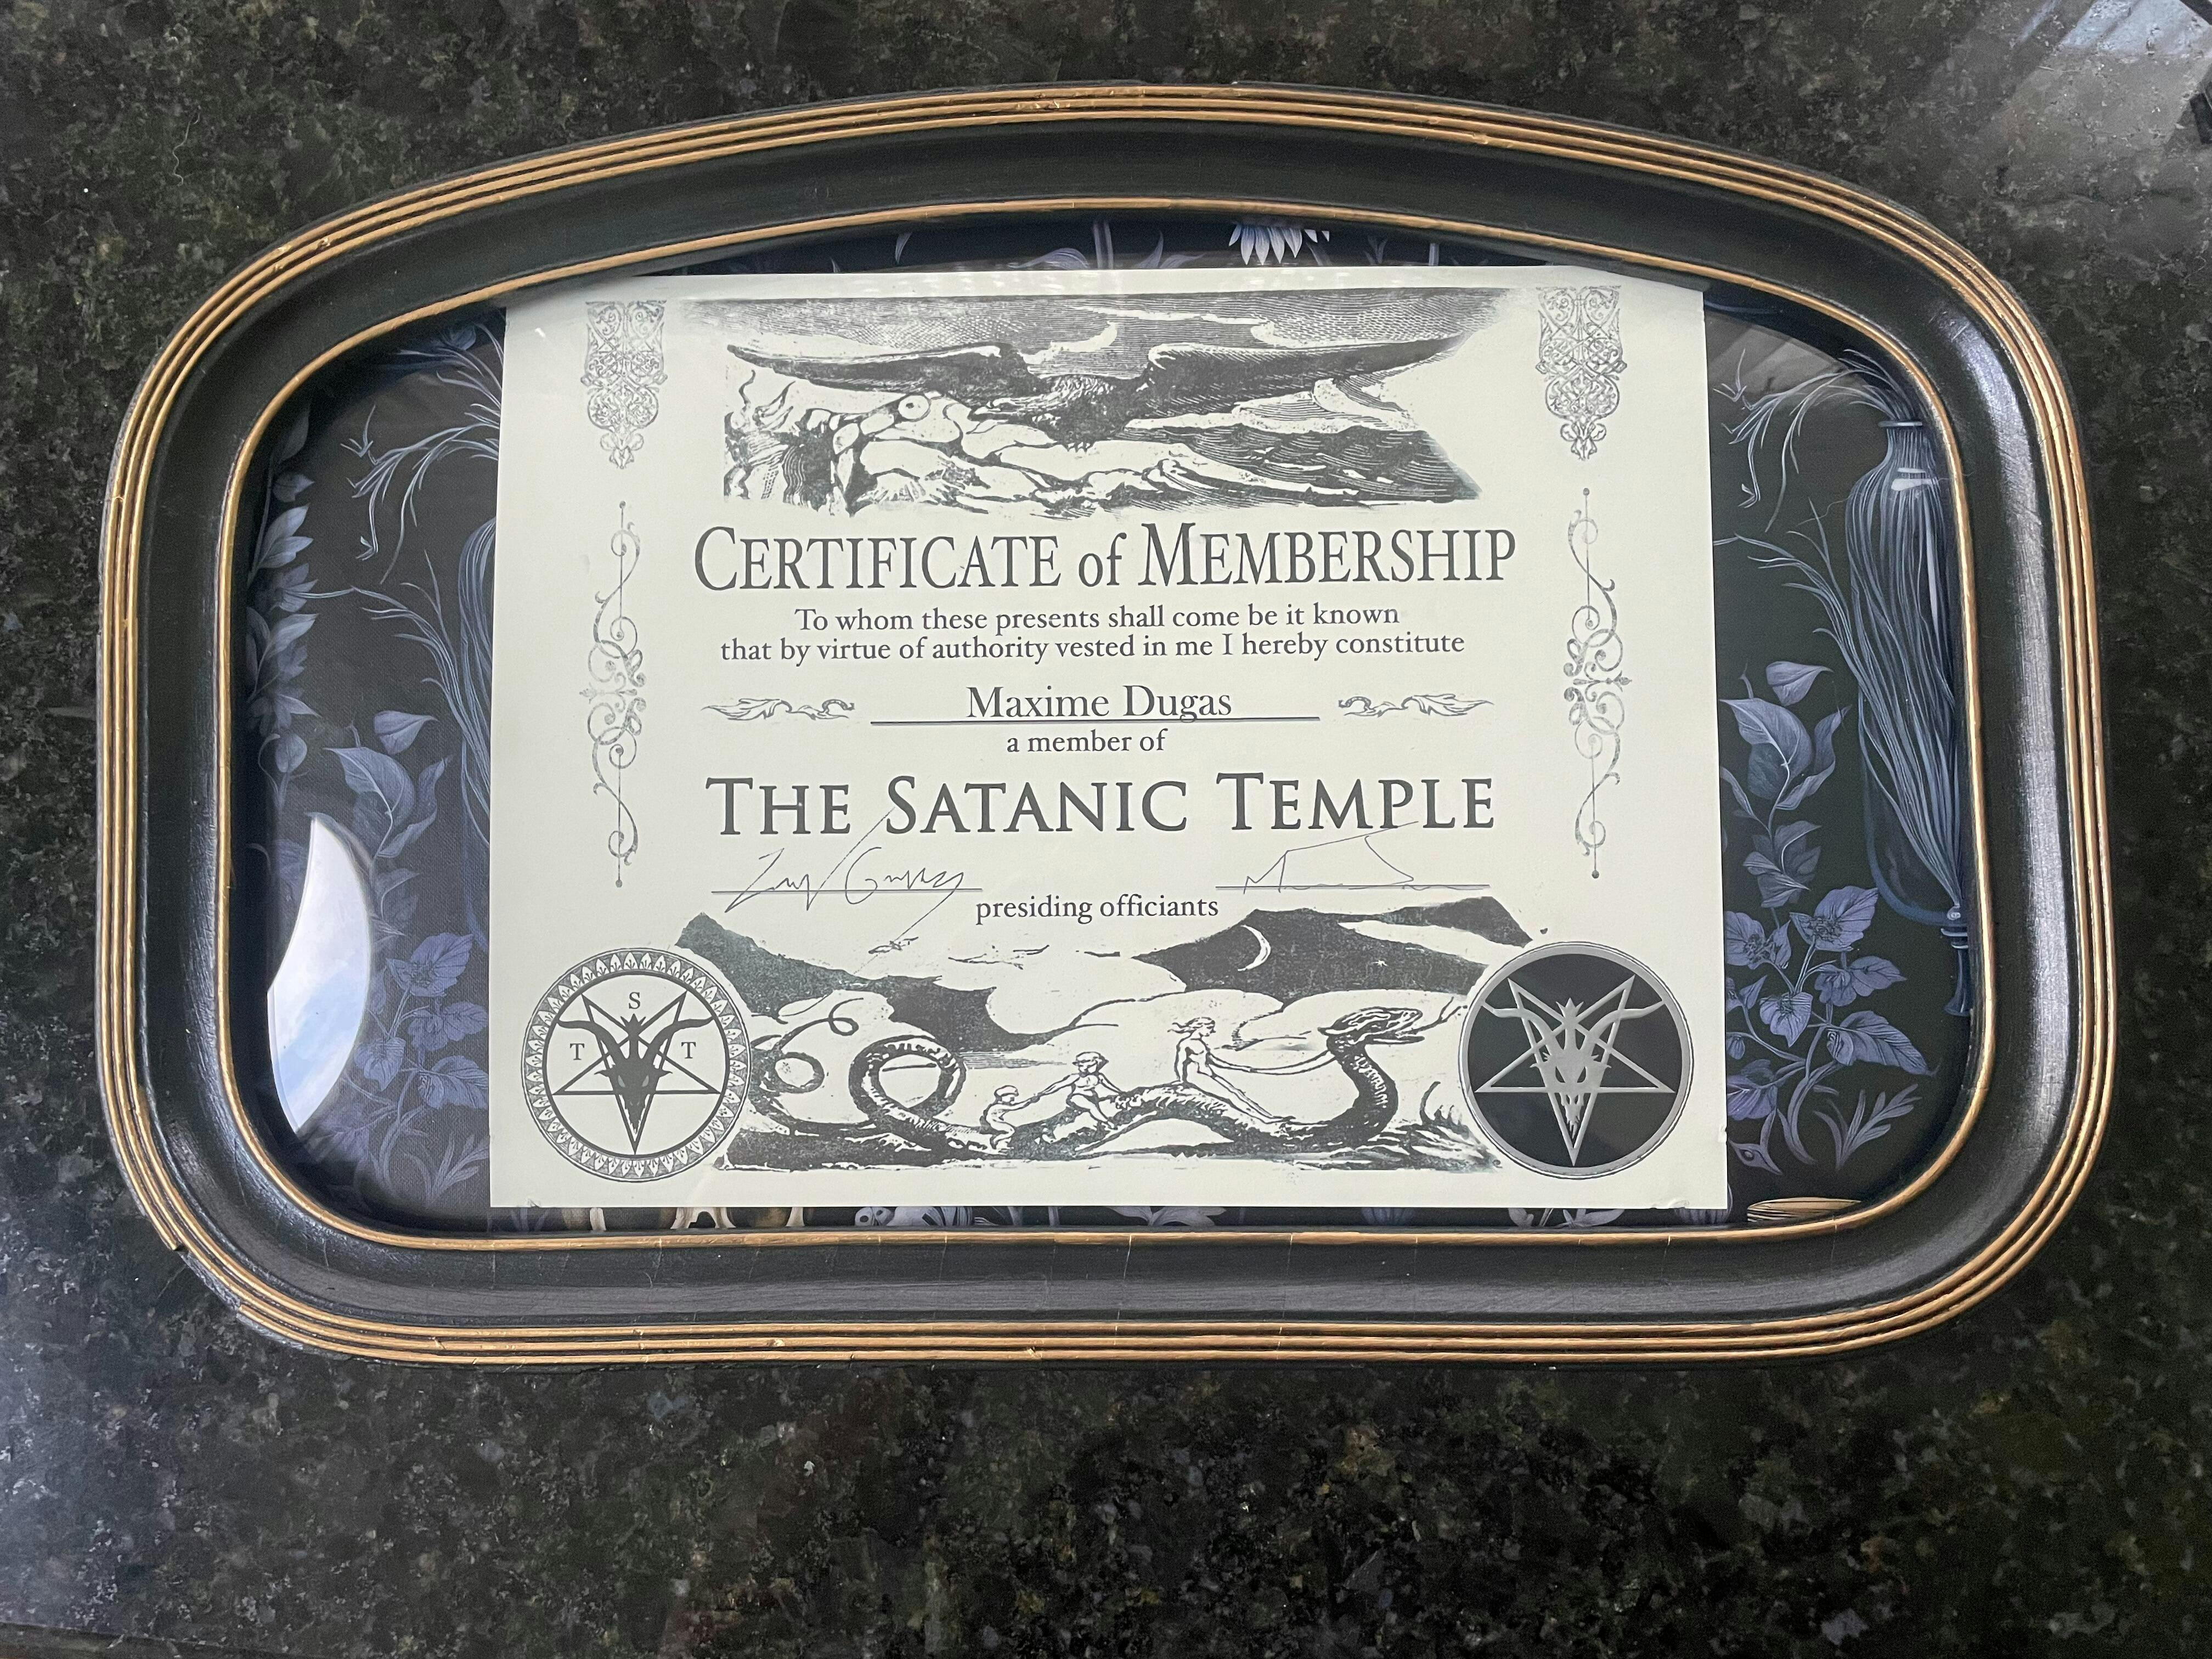 CERTIFICATE of MEMBERSHIP
To whom these presents shall come be it known
that by virtue of authority vested in me I hereby constitute
Maxime Dugas
a member of
THE SATANIC TEMPLE
presiding officiants
S
T T